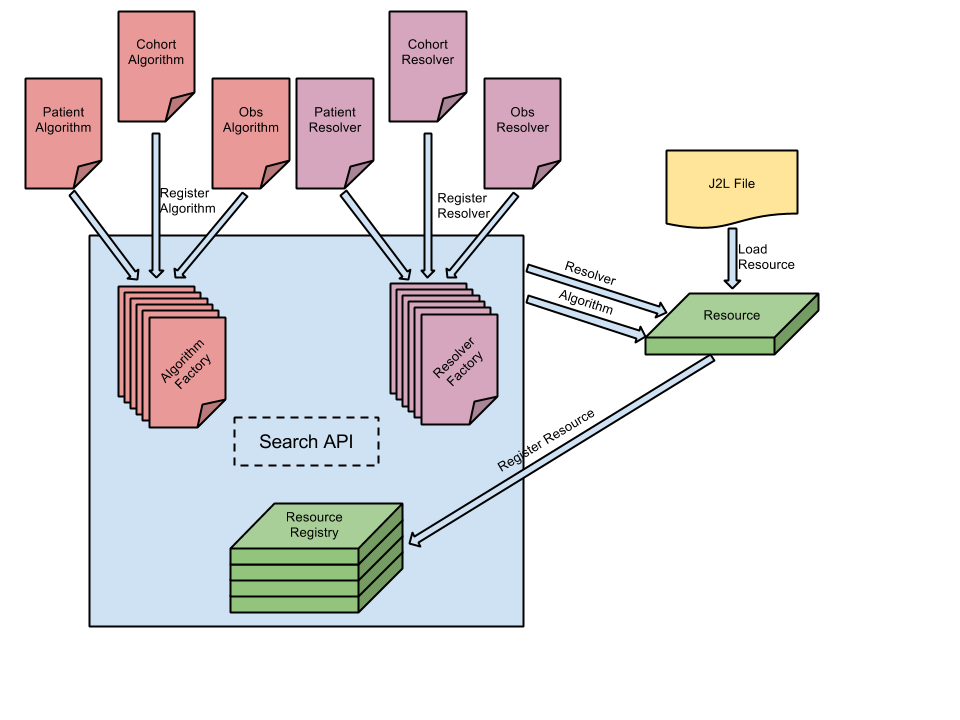 Cohort
Algorithm
Cohort
Resolver
Patient
Algorithm
Obs
Algorithm
Patient
Resolver
Obs
Resolver
J2L File
Register
Algorithm
Register
Resolver
Load
Resource
Resolver
Algorithm
Resource
Algorithm
Factory
Resolver
Factory
Search API
Register Resource
Resource
Registry